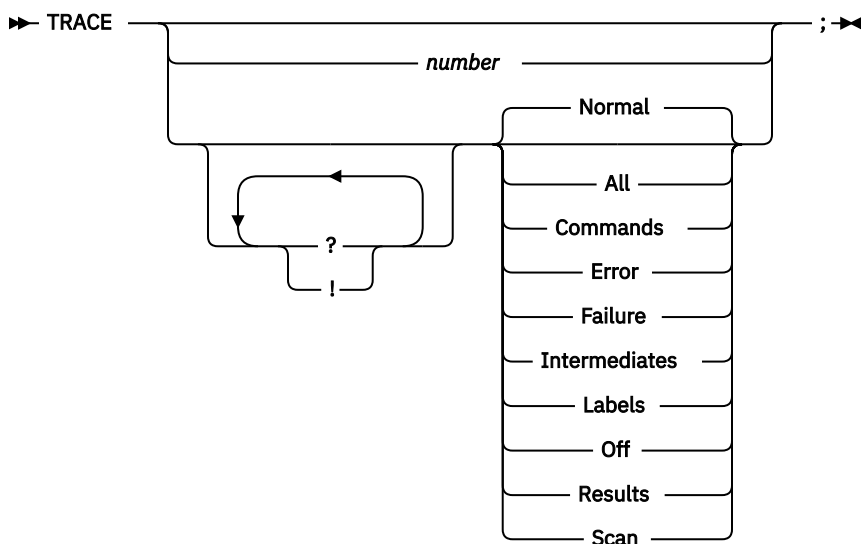 TRACE ;
number
Normal
All
Commands
? Error
! Failure
Intermediates
Labels
Off
Results
Scan